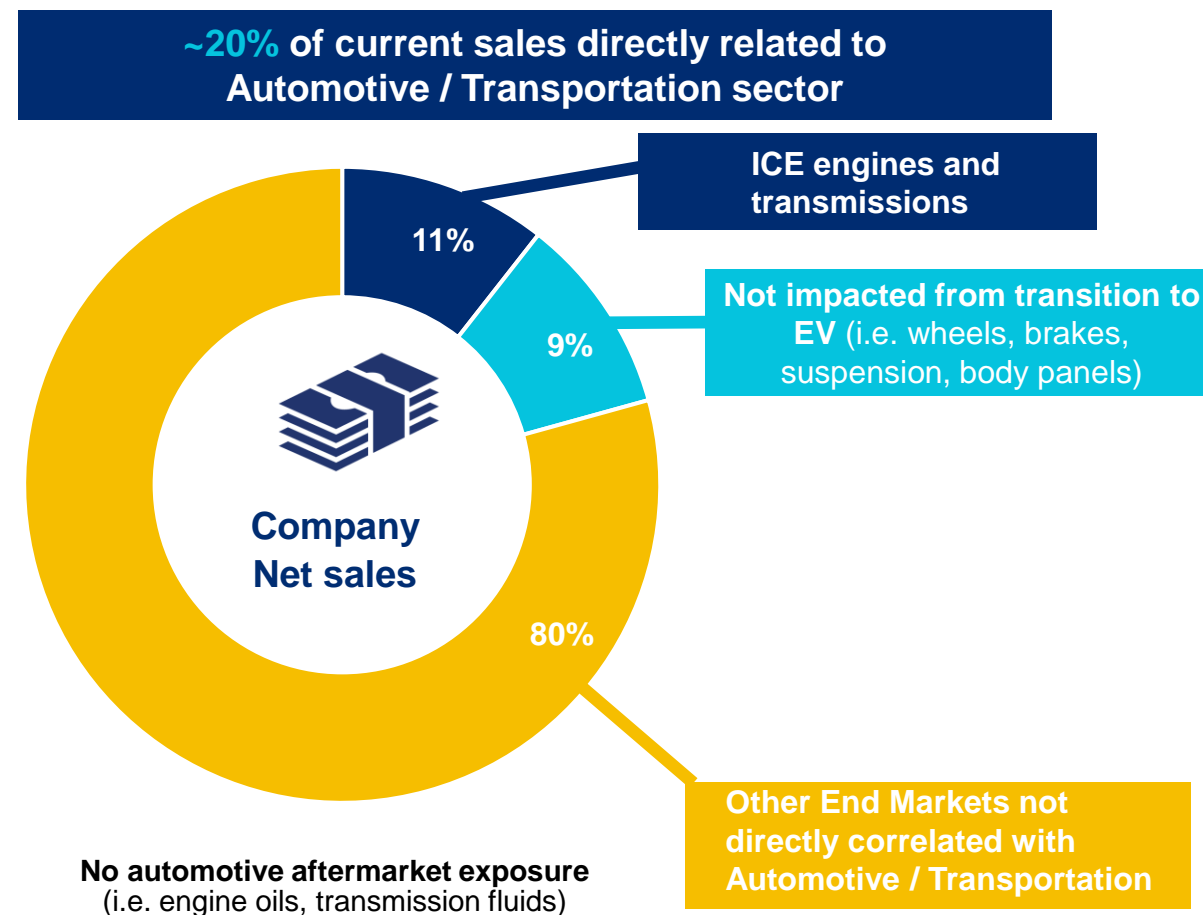 ~20% of current sales directly related to
Automotive / Transportation sector
ICE engines and
transmissions
11%
Not impacted from transition to
EV (i.e. wheels, brakes,
suspension, body panels)
9%
Company
Net sales
80%
Other End Markets not
directly correlated with
Automotive / Transportation
No automotive aftermarket exposure
(i.e. engine oils, transmission fluids)